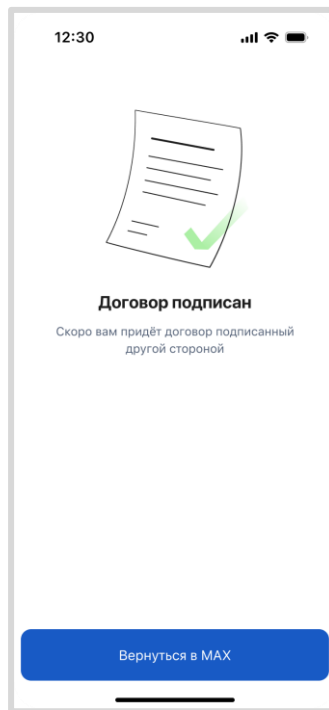 12:30
Договор подписан
Скоро вам придёт договор подписанный
другой стороной
Вернуться в MAX